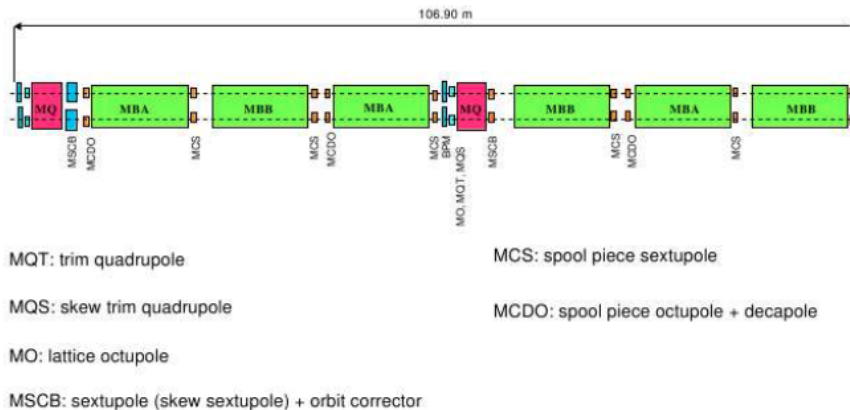 106.90 m
MQ MBA MBB MBA MQ MBB MBA MBB
MSCB MCDO MCS MCS MCDO MCS BPM MO, MQT, MQS MSCB MCS MCDO MCS
MQT: trim quadrupole
MQS: skew trim quadrupole
MO: lattice octupole
MSCB: sextupole (skew sextupole) + orbit corrector
MCS: spool piece sextupole
MCDO: spool piece octupole + decapole